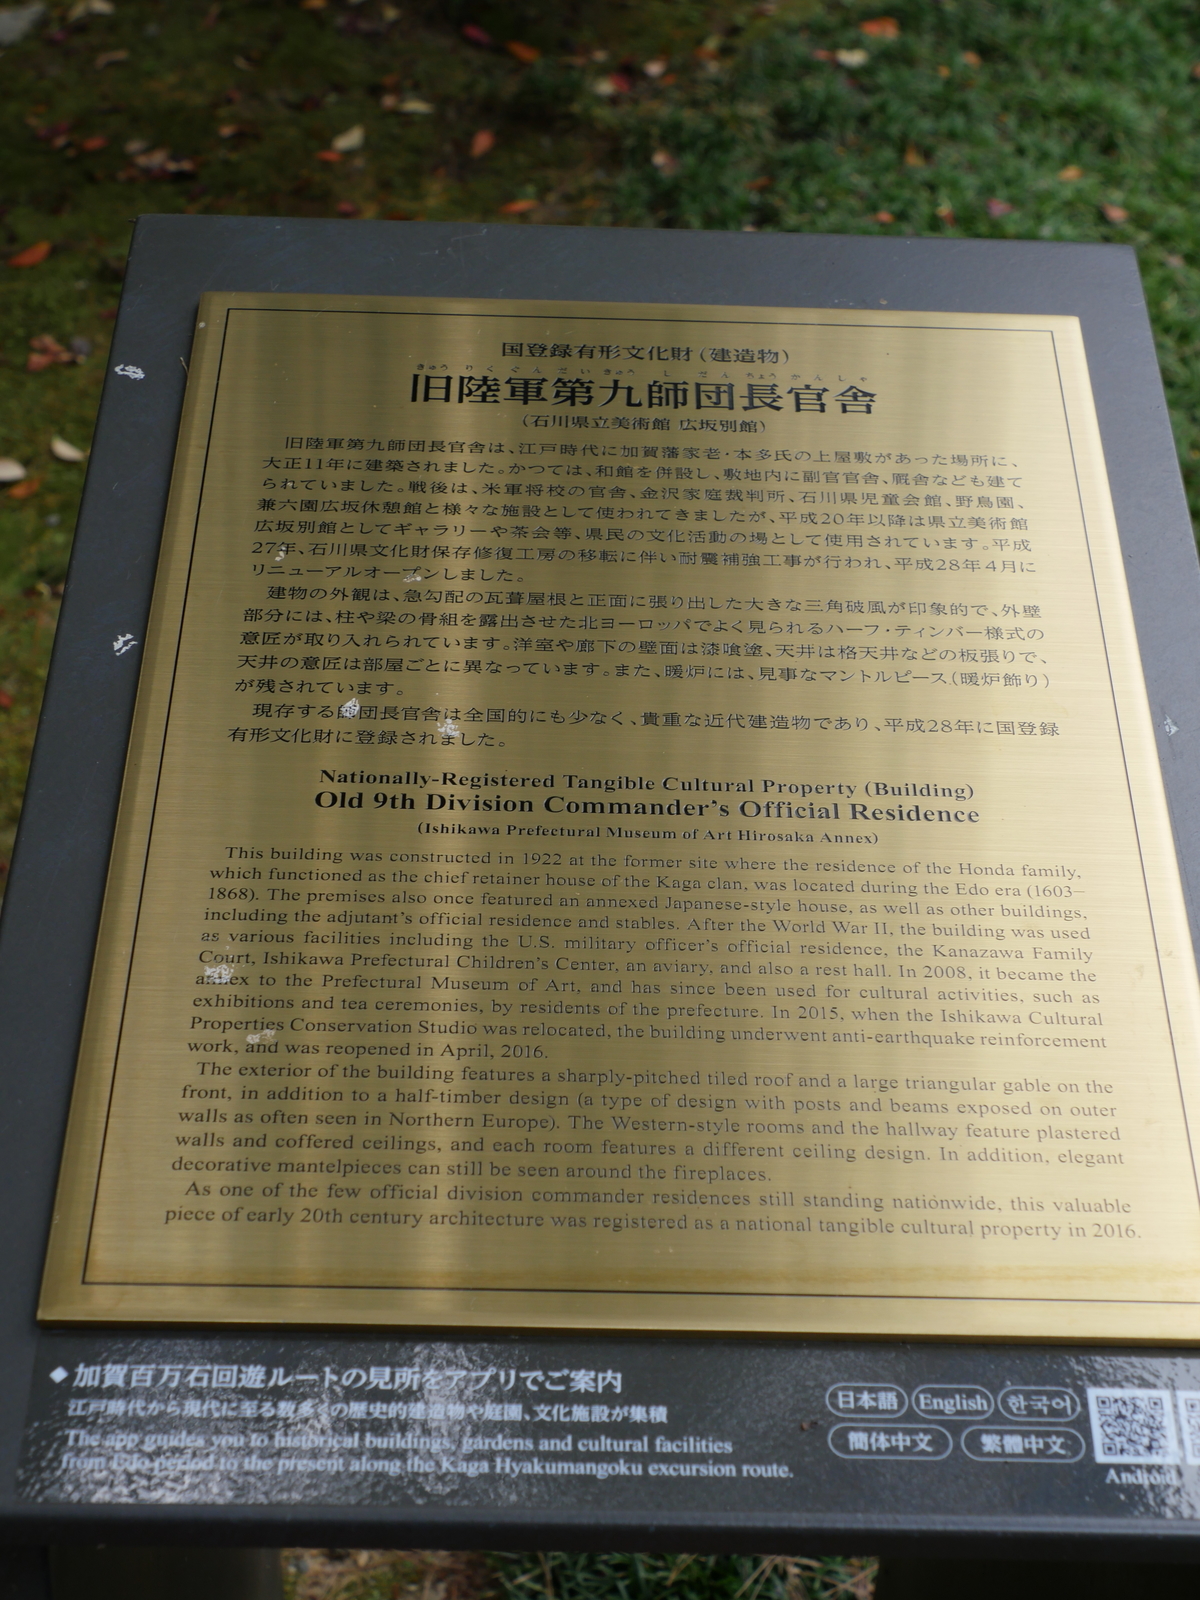 国登録有形文化財(建造物)
きゅうりくぐんだいきゅうしだんちょうかんしゃ
旧陸軍第九師団長官舎
(石川県立美術館 広坂別館)
旧陸軍第九師団長官舎は、江戸時代に加賀藩家老・本多氏の上屋敷があった場所に、
大正11年に建築されました。かつては、和館を併設し、敷地内に副官官舎、厩舎なども建て
られていました。戦後は、米軍将校の官舎、金沢家庭裁判所、石川県児童会館、野鳥園、
兼六園広坂休憩館と様々な施設として使われてきましたが、平成20年以降は県立美術館
広坂別館としてギャラリーや茶会等、県民の文化活動の場として使用されています。平成
27年、石川県文化財保存修復工房の移転に伴い耐震補強工事が行われ、平成28年4月に
リニューアルオープンしました。
建物の外観は、急勾配の瓦葺屋根と正面に張り出した大きな三角破風が印象的で、外壁
部分には、柱や梁の骨組を露出させた北ヨーロッパでよく見られるハーフ・ティンバー様式の
意匠が取り入れられています。洋室や廊下の壁面は漆喰塗、天井は格天井などの板張りで、
天井の意匠は部屋ごとに異なっています。また、暖炉には、見事なマントルピース(暖炉飾り)
が残されています。
現存する師団長官舎は全国的にも少なく、貴重な近代建造物であり、平成28年に国登録
有形文化財に登録されました。
Nationally-Registered Tangible Cultural Property (Building)
Old 9th Division Commander's Official Residence
(Ishikawa Prefectural Museum of Art Hirosaka Annex)
This building was constructed in 1922 at the former site where the residence of the Honda family,
which functioned as the chief retainer house of the Kaga clan, was located during the Edo era (1603–
1868). The premises also once featured an annexed Japanese-style house, as well as other buildings,
including the adjutant's official residence and stables. After the World War II, the building was used
as various facilities including the U.S. military officer's official residence, the Kanazawa Family
Court, Ishikawa Prefectural Children's Center, an aviary, and also a rest hall. In 2008, it became the
annex to the Prefectural Museum of Art, and has since been used for cultural activities, such as
exhibitions and tea ceremonies, by residents of the prefecture. In 2015, when the Ishikawa Cultural
Properties Conservation Studio was relocated, the building underwent anti-earthquake reinforcement
work, and was reopened in April, 2016.
The exterior of the building features a sharply-pitched tiled roof and a large triangular gable on the
front, in addition to a half-timber design (a type of design with posts and beams exposed on outer
walls as often seen in Northern Europe). The Western-style rooms and the hallway feature plastered
walls and coffered ceilings, and each room features a different ceiling design. In addition, elegant
decorative mantelpieces can still be seen around the fireplaces.
As one of the few official division commander residences still standing nationwide, this valuable
piece of early 20th century architecture was registered as a national tangible cultural property in 2016.
◆加賀百万石回遊ルートの見所をアプリでご案内
江戸時代から現代に至る数多くの歴史的建造物や庭園、文化施設が集積
The app guides you to historical buildings, gardens and cultural facilities
from Edo period to the present along the Kaga Hyakumangoku excursion route.
日本語 English 한국어
簡体中文 繁體中文
Android